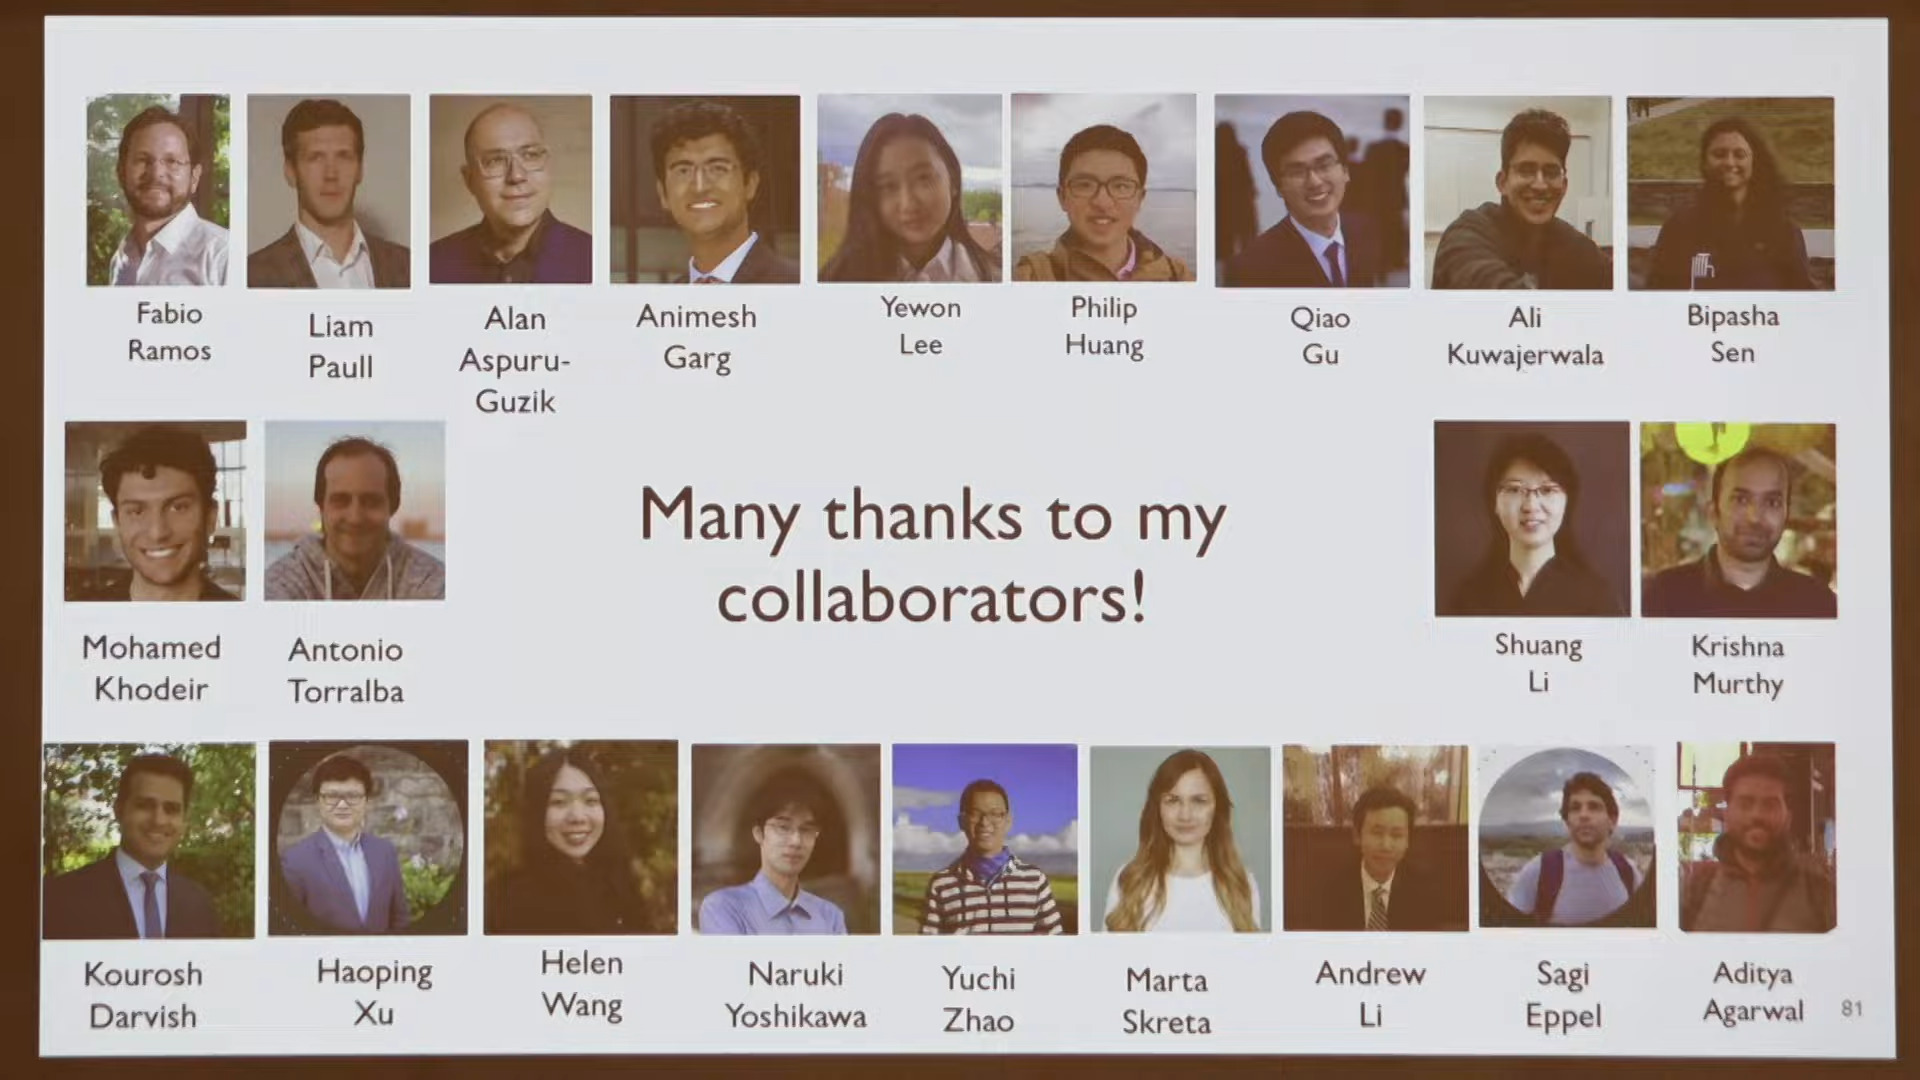 Fabio
Ramos
Liam
Paull
Alan
Aspuru-
Guzik
Animesh
Garg
Yewon
Lee
Philip
Huang
Qiao
Gu
Ali
Kuwajerwala
Bipasha
Sen
Mohamed
Khodeir
Antonio
Torralba
Many thanks to my
collaborators!
Shuang
Li
Krishna
Murthy
Kourosh
Darvish
Haoping
Xu
Helen
Wang
Naruki
Yoshikawa
Yuchi
Zhao
Marta
Skreta
Andrew
Li
Sagi
Eppel
Aditya
Agarwal
81